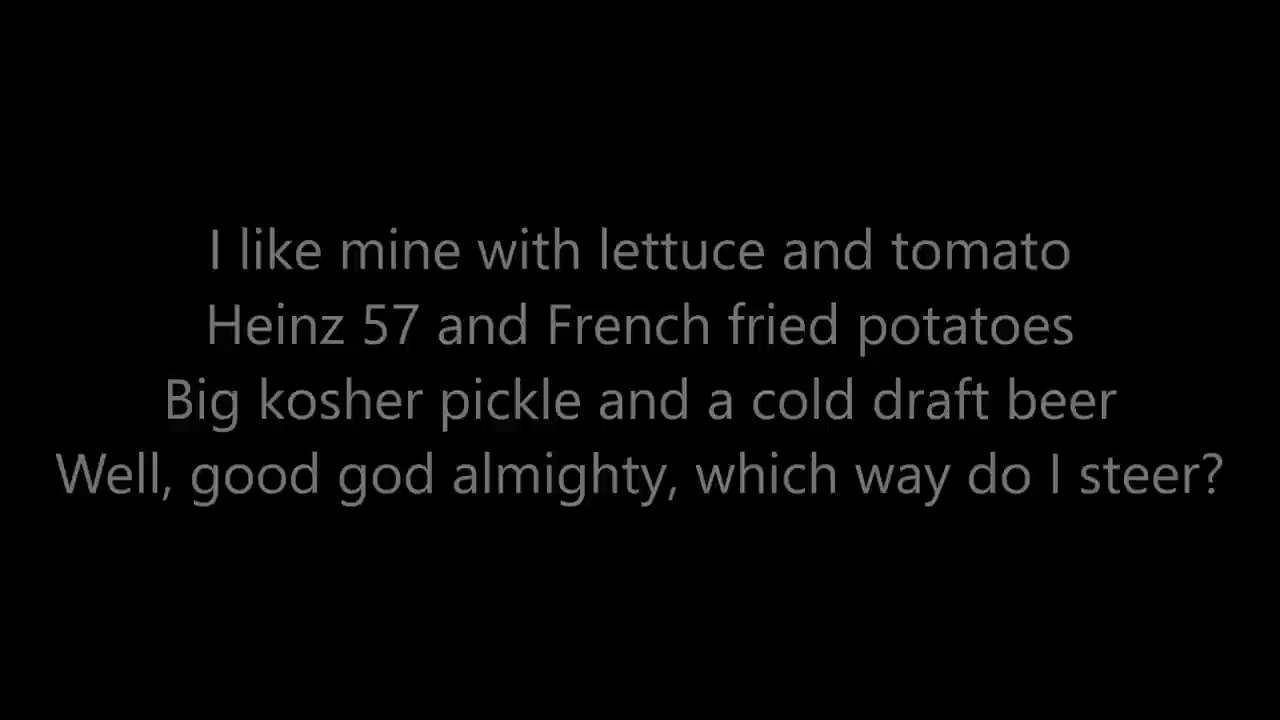 I like mine with lettuce and tomato
Heinz 57 and French fried potatoes
Big kosher pickle and a cold draft beer
Well, good god almighty, which way do I steer?